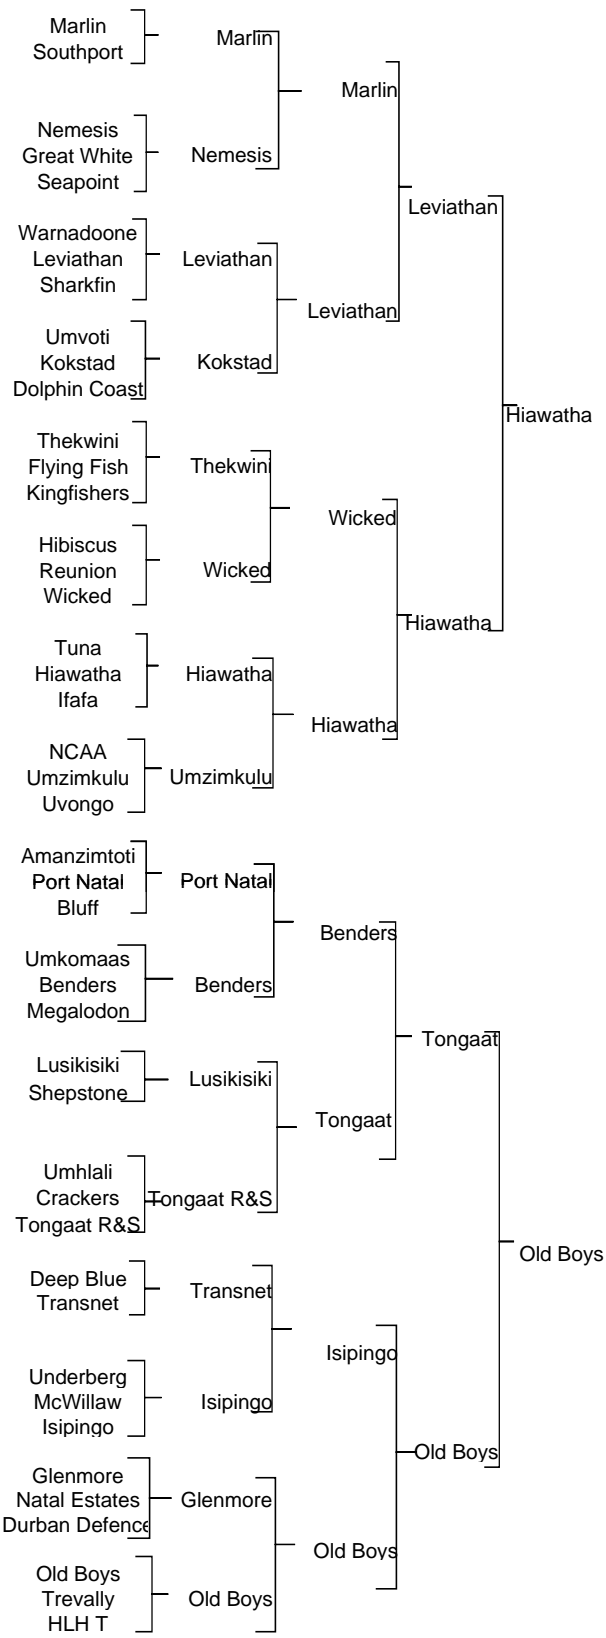 Marlin
Southport
Marlin
Marlin
Nemesis
Great White
Seapoint
Nemesis
Leviathan
Warnadoone
Leviathan
Sharkfin
Leviathan
Leviathan
Umvoti
Kokstad
Dolphin Coast
Kokstad
Hiawatha
Thekwini
Flying Fish
Kingfishers
Thekwini
Wicked
Hibiscus
Reunion
Wicked
Wicked
Hiawatha
Tuna
Hiawatha
Ifafa
Hiawatha
Hiawatha
NCAA
Umzimkulu
Uvongo
Umzimkulu
Amanzimtoti
Port Natal
Bluff
Port Natal
Benders
Umkomaas
Benders
Megalodon
Benders
Tongaat
Lusikisiki
Shepstone
Lusikisiki
Tongaat
Umhlali
Crackers
Tongaat R&S
Tongaat R&S
Old Boys
Deep Blue
Transnet
Transnet
Isipingo
Underberg
McWillaw
Isipingo
Isipingo
Old Boys
Glenmore
Natal Estates
Durban Defence
Glenmore
Old Boys
Old Boys
Trevally
HLH T
Old Boys